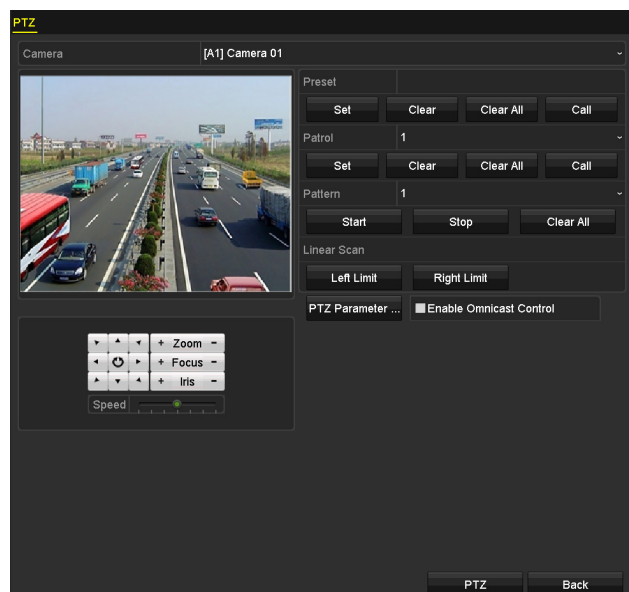 PTZ
Camera [A1] Camera 01
Preset
Set Clear Clear All Call
Patrol 1
Set Clear Clear All Call
Pattern 1
Start Stop Clear All
Linear Scan
Left Limit Right Limit
PTZ Parameter ... Enable Omnicast Control
+ Zoom -
+ Focus -
+ Iris -
Speed
PTZ Back